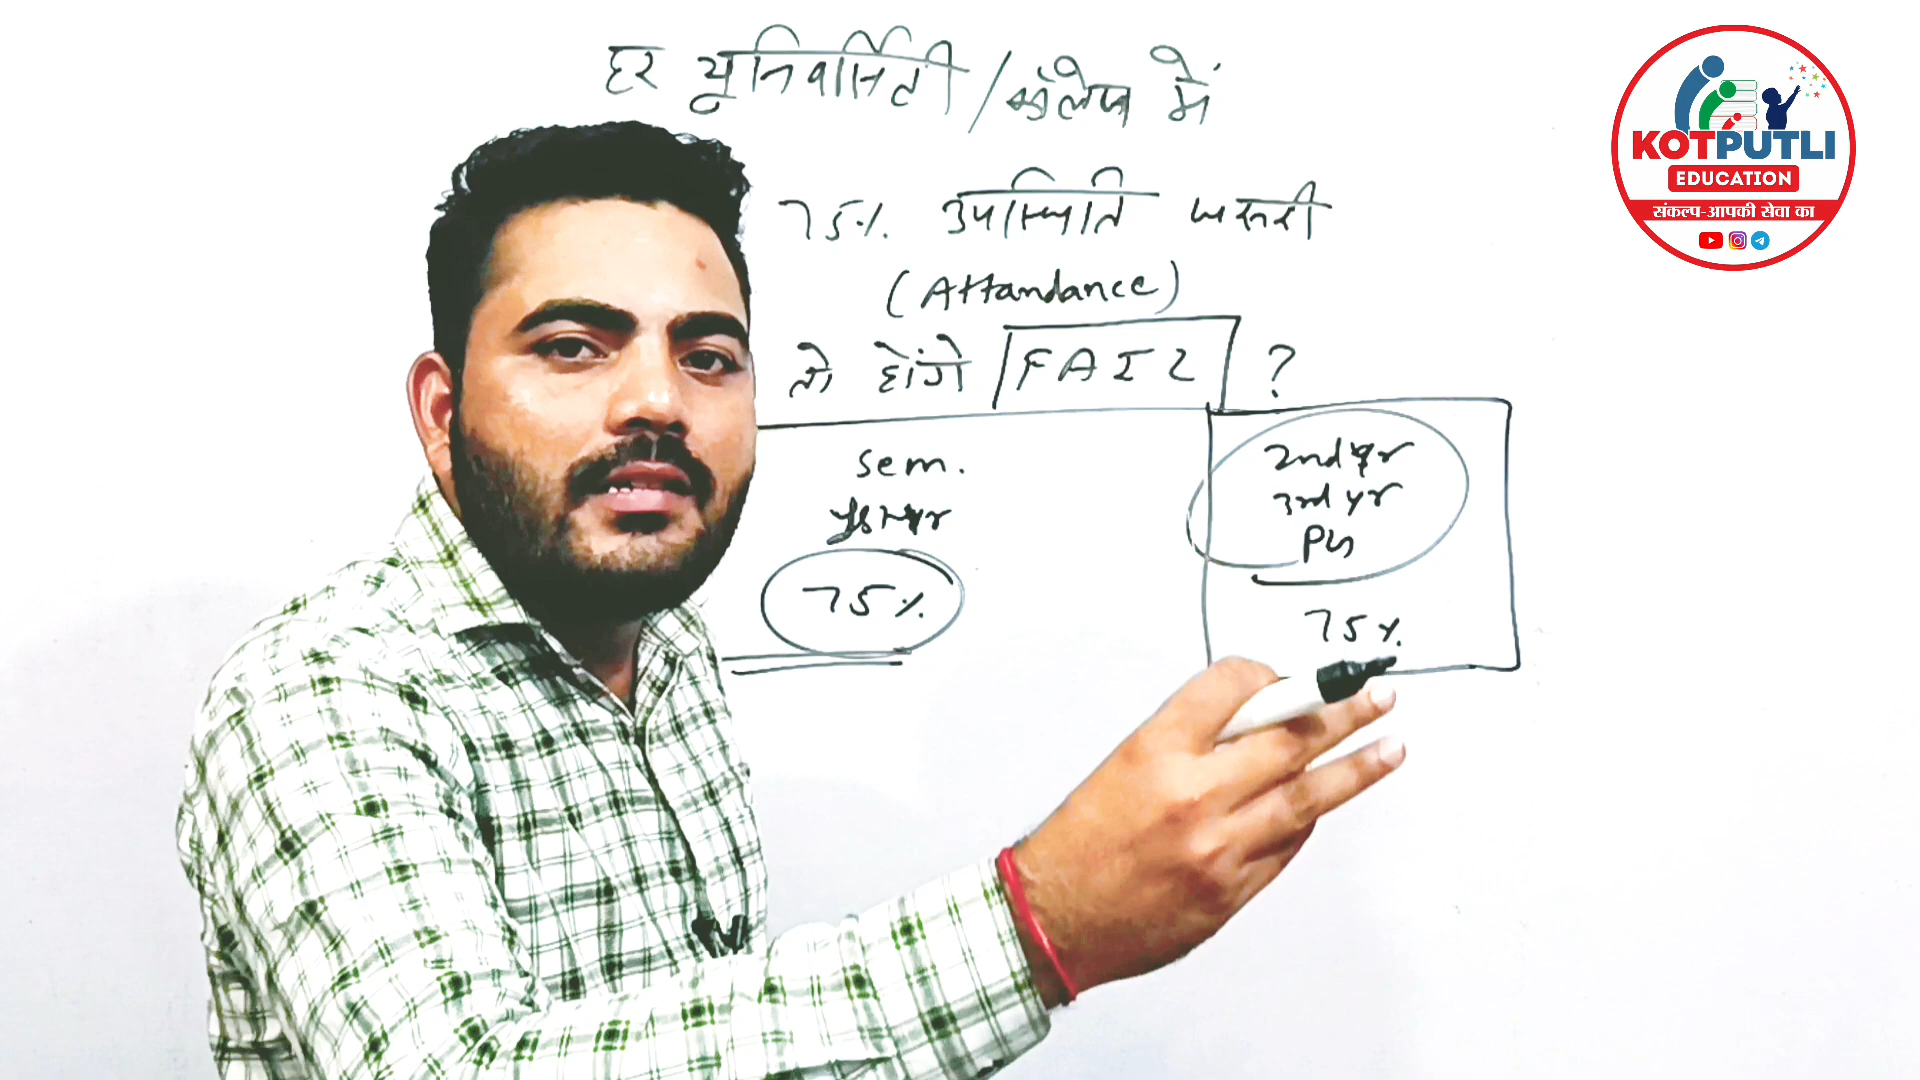 हर यूनिवर्सिटी/कॉलेज में
75% उपस्थिति जरूरी
(Attandance)
तो होंगे FAIL ?
sem.
75%
2nd yr
3rd yr
PG
75%
KOTPUTLI
EDUCATION
संकल्प-आपकी सेवा का